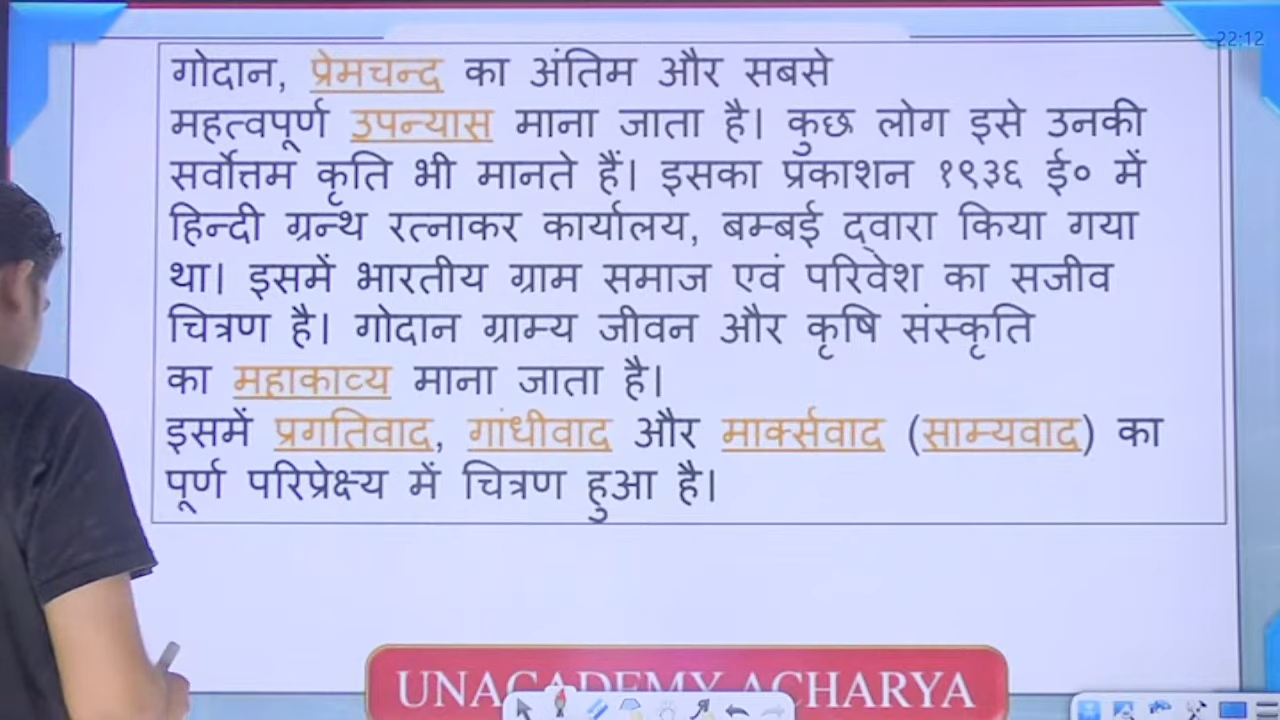 22:12
गोदान, प्रेमचन्द का अंतिम और सबसे
महत्वपूर्ण उपन्यास माना जाता है। कुछ लोग इसे उनकी
सर्वोत्तम कृति भी मानते हैं। इसका प्रकाशन १९३६ ई० में
हिन्दी ग्रन्थ रत्नाकर कार्यालय, बम्बई द्वारा किया गया
था। इसमें भारतीय ग्राम समाज एवं परिवेश का सजीव
चित्रण है। गोदान ग्राम्य जीवन और कृषि संस्कृति
का महाकाव्य माना जाता है।
इसमें प्रगतिवाद, गांधीवाद और मार्क्सवाद (साम्यवाद) का
पूर्ण परिप्रेक्ष्य में चित्रण हुआ है।
UNACADEMY ACHARYA